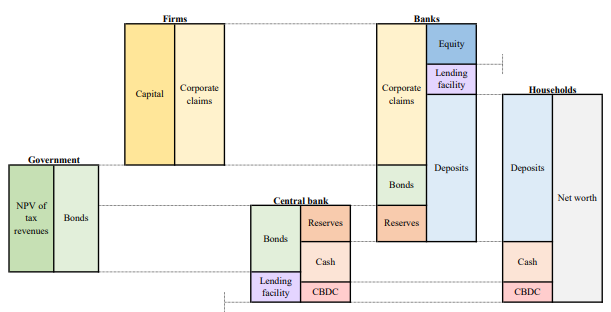 Firms
Banks
Capital
Corporate
claims
Corporate
claims
Equity
Lending
facility
Deposits
Bonds
Reserves
Households
Deposits
Net worth
Cash
CBDC
Government
NPV of
tax
revenues
Bonds
Central bank
Bonds
Reserves
Cash
Lending
facility
CBDC